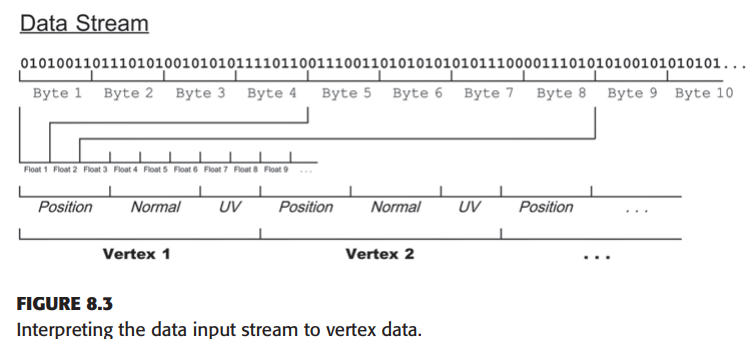 Data Stream
010100110111010100101010101111011001110011010101010101011100001110101010010101010101...
Byte 1 Byte 2 Byte 3 Byte 4 Byte 5 Byte 6 Byte 7 Byte 8 Byte 9 Byte 10
Float 1 Float 2 Float 3 Float 4 Float 5 Float 6 Float 7 Float 8 Float 9 ...
Position Normal UV Position Normal UV Position ...
Vertex 1 Vertex 2 ...
FIGURE 8.3
Interpreting the data input stream to vertex data.